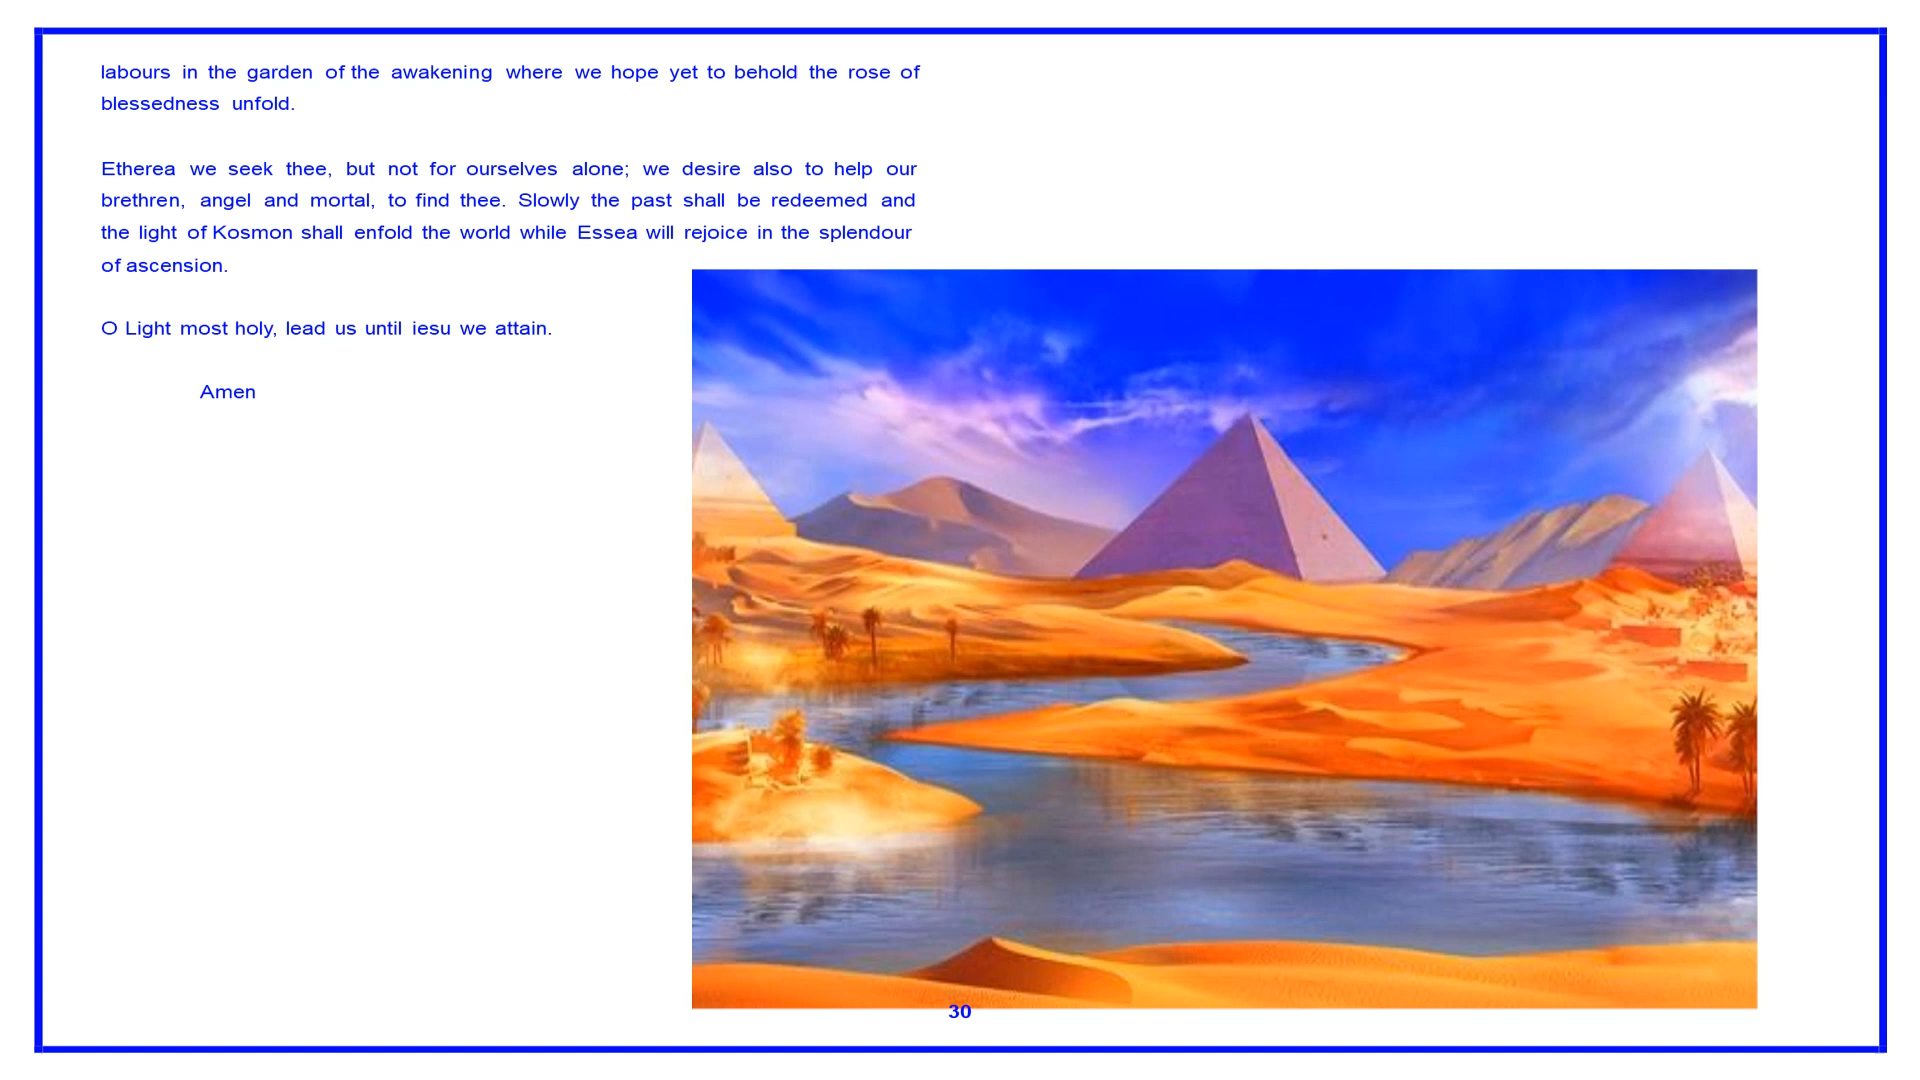 labours in the garden of the awakening where we hope yet to behold the rose of
blessedness unfold.
Etherea we seek thee, but not for ourselves alone; we desire also to help our
brethren, angel and mortal, to find thee. Slowly the past shall be redeemed and
the light of Kosmon shall enfold the world while Essea will rejoice in the splendour
of ascension.
O Light most holy, lead us until iesu we attain.
Amen
30